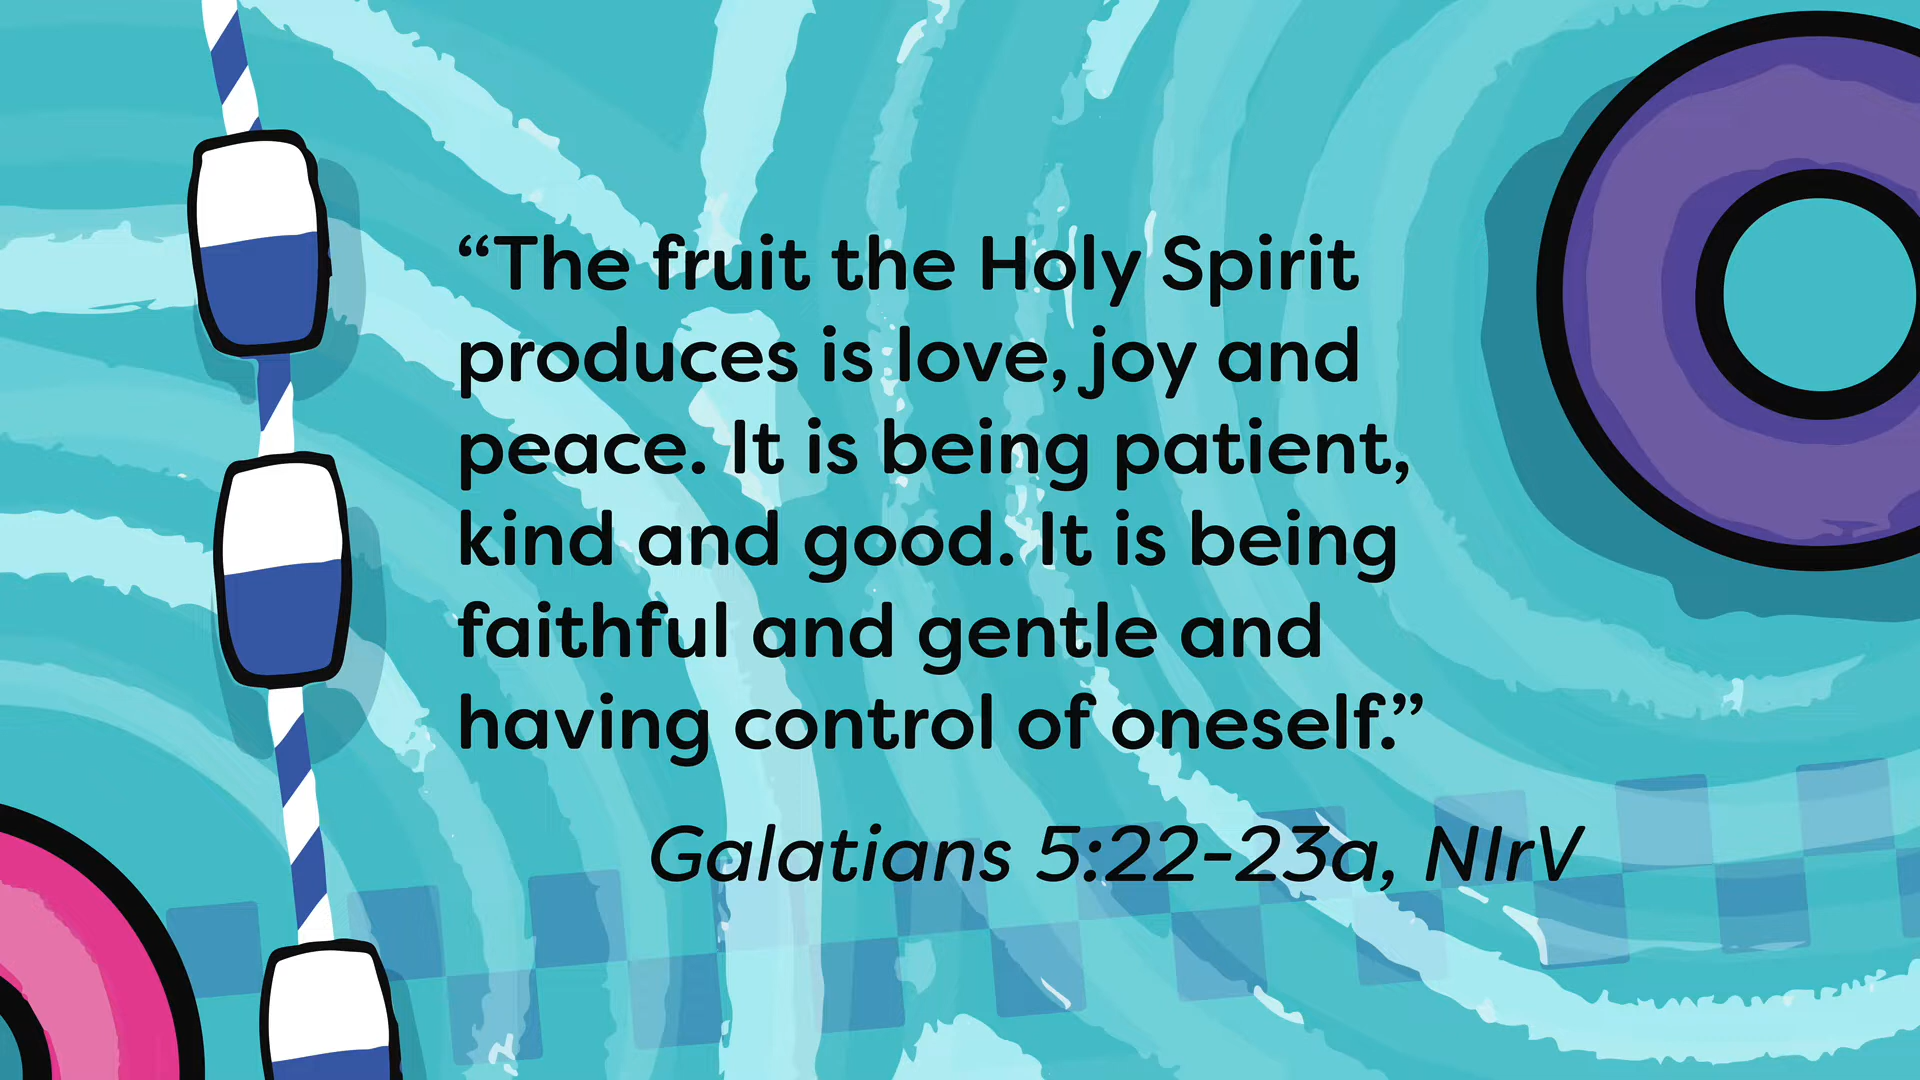 “The fruit the Holy Spirit
produces is love, joy and
peace. It is being patient,
kind and good. It is being
faithful and gentle and
having control of oneself.”
Galatians 5:22-23a, NIrV